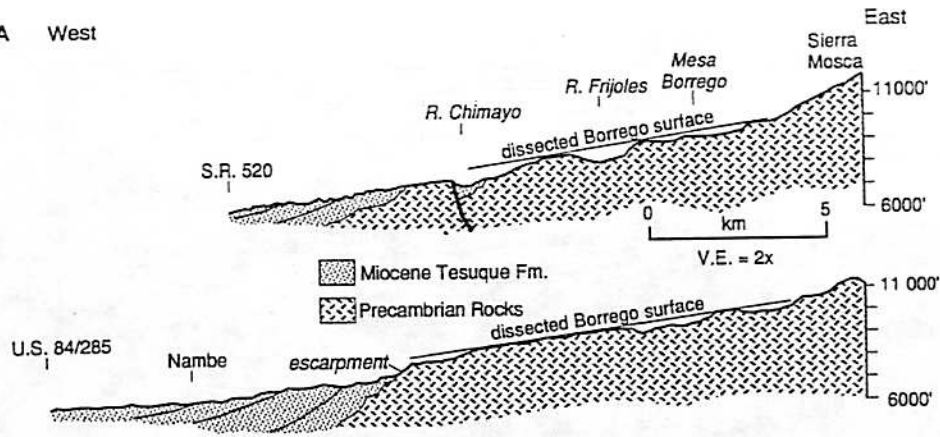 A West
East
Sierra
Mosca
Mesa
Borrego
R. Frijoles
R. Chimayo
11000'
dissected Borrego surface
S.R. 520
6000'
0 5
km
V.E. = 2x
Miocene Tesuque Fm.
Precambrian Rocks
11 000'
dissected Borrego surface
U.S. 84/285
Nambe
escarpment
6000'